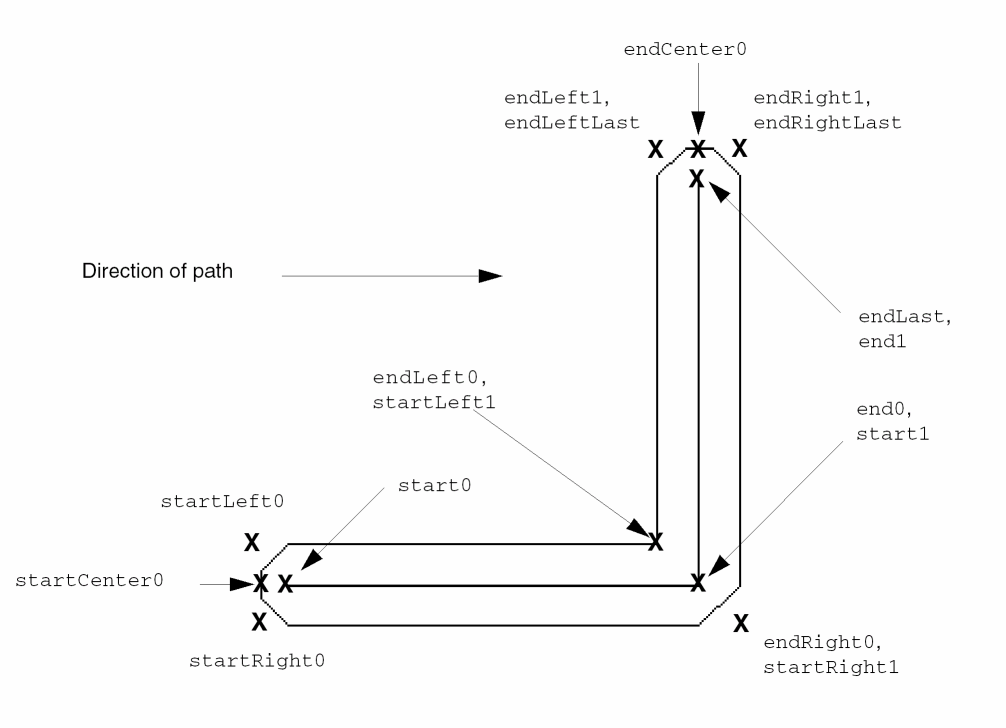 endCenter0
endLeft1,
endLeftLast
endRight1,
endRightLast
X X X
X
Direction of path
endLast,
end1
endLeft0,
startLeft1
end0,
start1
start0
startLeft0
X X
startCenter0
X X X
X X
startRight0
endRight0,
startRight1